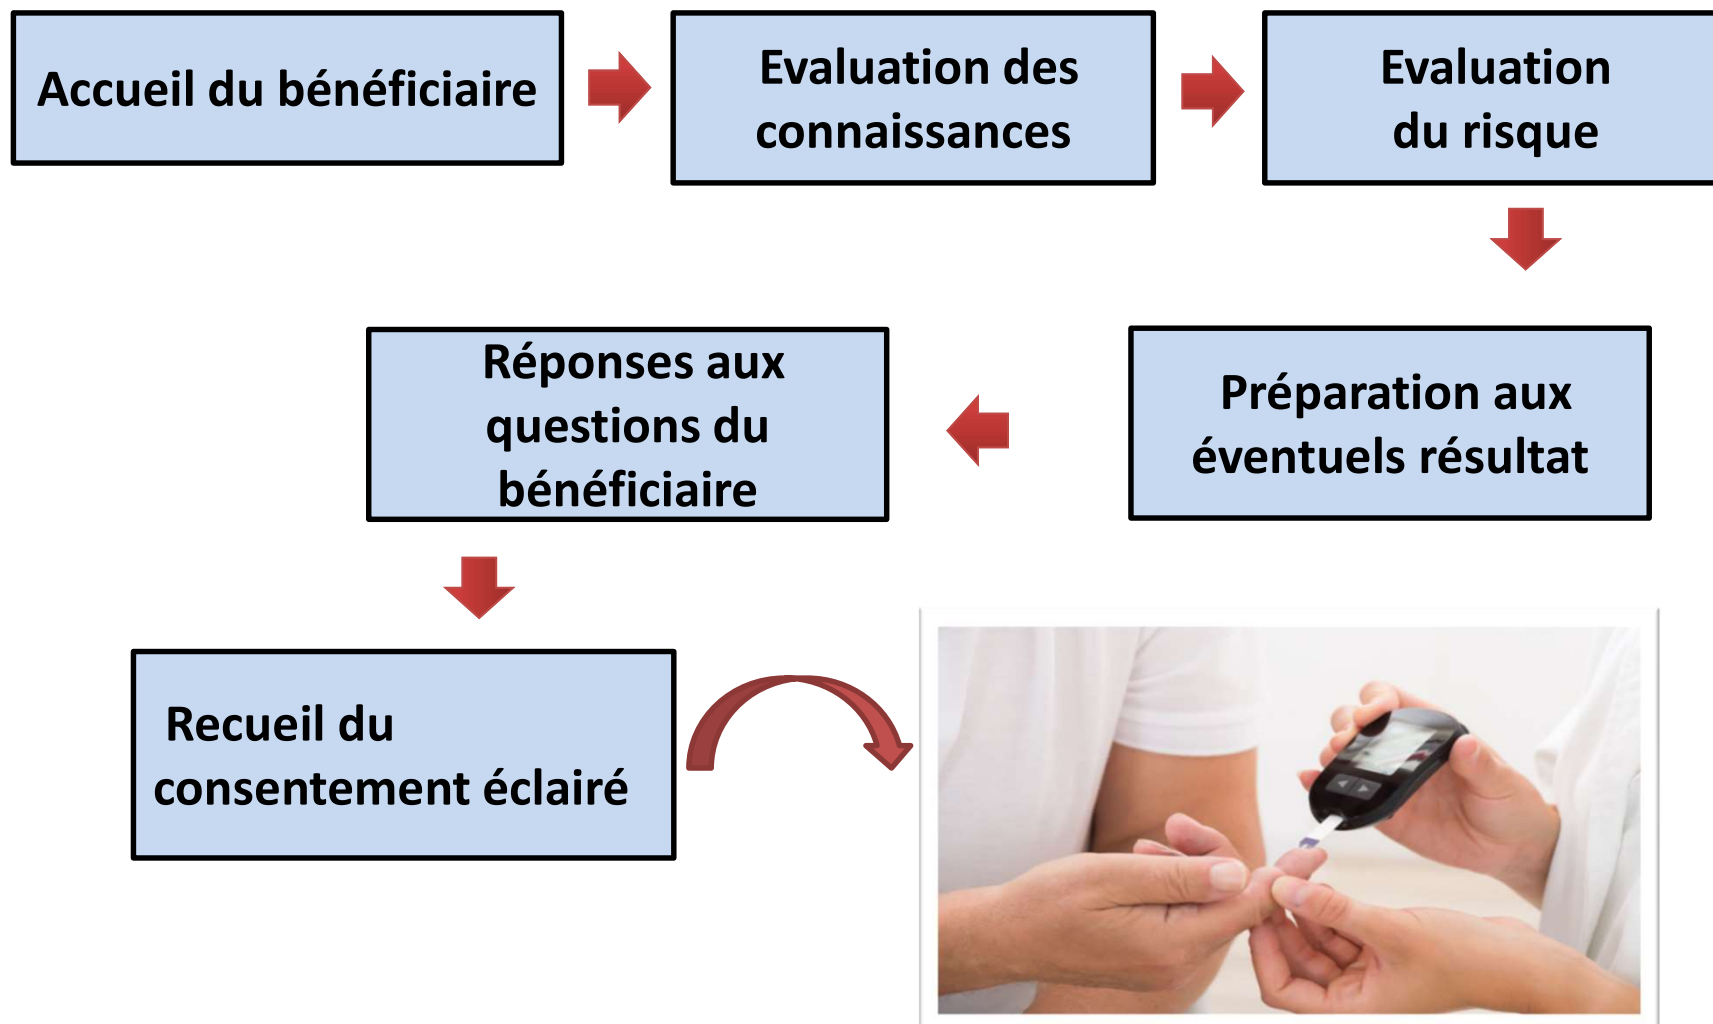 Accueil du bénéficiaire
Evaluation des
connaissances
Evaluation
du risque
Préparation aux
éventuels résultat
Réponses aux
questions du
bénéficiaire
Recueil du
consentement éclairé